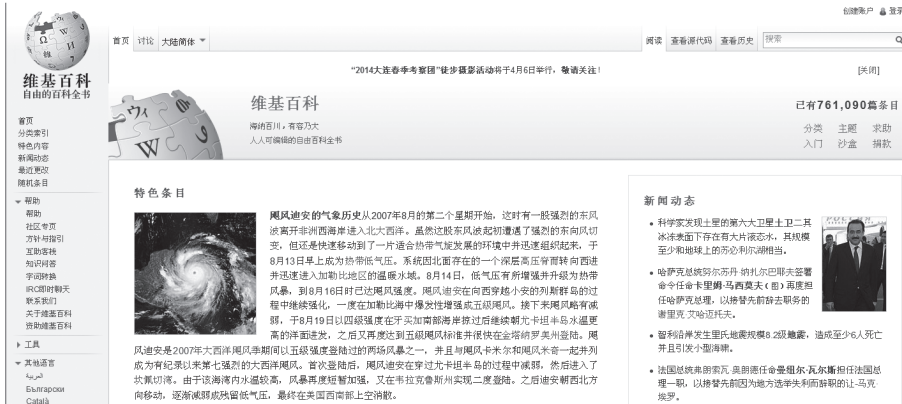 创建账户 登录
维基百科
自由的百科全书
首页 讨论 大陆简体
阅读 查看源代码 查看历史 搜索
“2014大连春季考察团”徒步摄影活动将于4月6日举行，敬请关注！ [关闭]
维基百科
海纳百川，有容乃大
人人可编辑的自由百科全书
已有761,090篇条目
分类 主题 求助
入门 沙盒 捐款
首页
分类索引
特色内容
新闻动态
最近更改
随机条目
帮助
帮助
社区专页
方针与指引
互助客栈
知识问答
字词转换
IRC即时聊天
联系我们
关于维基百科
资助维基百科
工具
其他语言
العربية
Български
Català
特色条目
飓风迪安的气象历史从2007年8月的第二个星期开始，这时有一股强烈的东风
波离开非洲西海岸进入北大西洋。虽然这股东风波起初遭遇了强烈的东向风切
变，但还是快速移动到了一片适合热带气旋发展的环境中并迅速组织起来，于
8月13日早上成为热带低气压。系统因北面存在的一个深层高压脊而转向西进
并迅速进入加勒比地区的温暖水域。8月14日，低气压有所增强并升级为热带
风暴，到8月16日时已达飓风强度。飓风迪安在向西穿越小安的列斯群岛的过
程中继续强化，一度在加勒比海中爆发性增强成五级飓风。接下来飓风略有减
弱，于8月19日以四级强度在牙买加南部海岸掠过后继续朝尤卡坦半岛水温更
高的洋面进发，之后又再度达到五级飓风标准并很快在金塔纳罗奥州登陆。飓
风迪安是2007年大西洋飓风季期间以五级强度登陆过的两场风暴之一，并且与飓风卡米尔和飓风米奇一起并列
成为有纪录以来第七强烈的大西洋飓风。首次登陆后，飓风迪安在穿过尤卡坦半岛的过程中减弱，然后进入了
坎佩切湾。由于该海湾内水温较高，风暴再度短暂加强，又在韦拉克鲁斯州实现二度登陆。之后迪安朝西北方
向移动，逐渐减弱成残留低气压，最终在美国西南部上空消散。
新闻动态
科学家发现土星的第六大卫星土卫二其
冰冻表面下存在有大片液态水，其规模
至少和地球上的苏必利尔湖相当。
哈萨克总统努尔苏丹·纳扎尔巴耶夫签署
命令任命卡里姆·马西莫夫（图）再度担
任哈萨克总理，以接替先前辞去职务的
谢里克·艾哈迈托夫。
智利沿岸发生里氏地震规模8.2级地震，造成至少6人死亡
并且引发小型海啸。
法国总统弗朗索瓦·奥朗德任命曼纽尔·瓦尔斯担任法国总
理一职，以接替先前因为地方选举失利而辞职的让-马克·
埃罗。